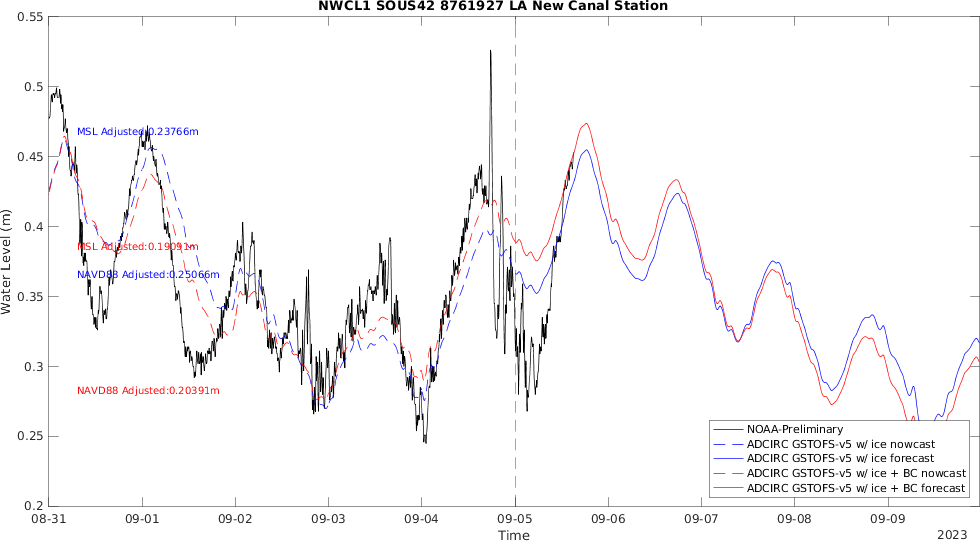 NWCL1 SOUS42 8761927 LA New Canal Station
Water Level (m)
0.55
0.5
0.45
0.4
0.35
0.3
0.25
0.2
MSL Adjusted:0.23766m
MSL Adjusted:0.19091m
NAVD88 Adjusted:0.25066m
NAVD88 Adjusted:0.20391m
NOAA-Preliminary
ADCIRC GSTOFS-v5 w/ ice nowcast
ADCIRC GSTOFS-v5 w/ ice forecast
ADCIRC GSTOFS-v5 w/ ice + BC nowcast
ADCIRC GSTOFS-v5 w/ ice + BC forecast
08-31 09-01 09-02 09-03 09-04 09-05 09-06 09-07 09-08 09-09
Time
2023